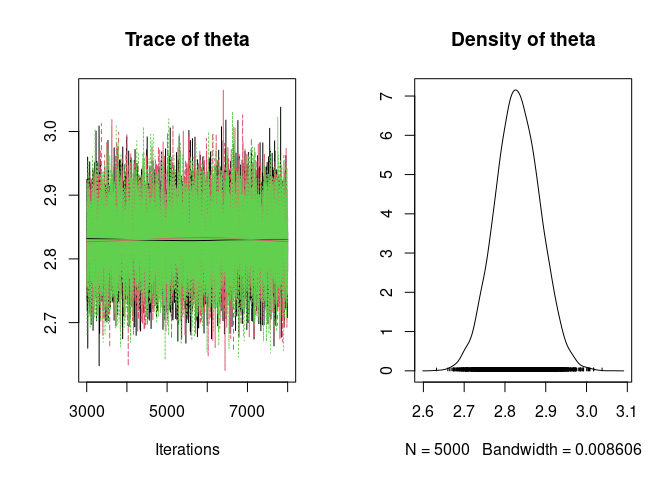 Trace of theta
3.0
2.9
2.8
2.7
3000 5000 7000
Iterations
Density of theta
7
6
5
4
3
2
1
0
2.6 2.7 2.8 2.9 3.0 3.1
N = 5000 Bandwidth = 0.008606